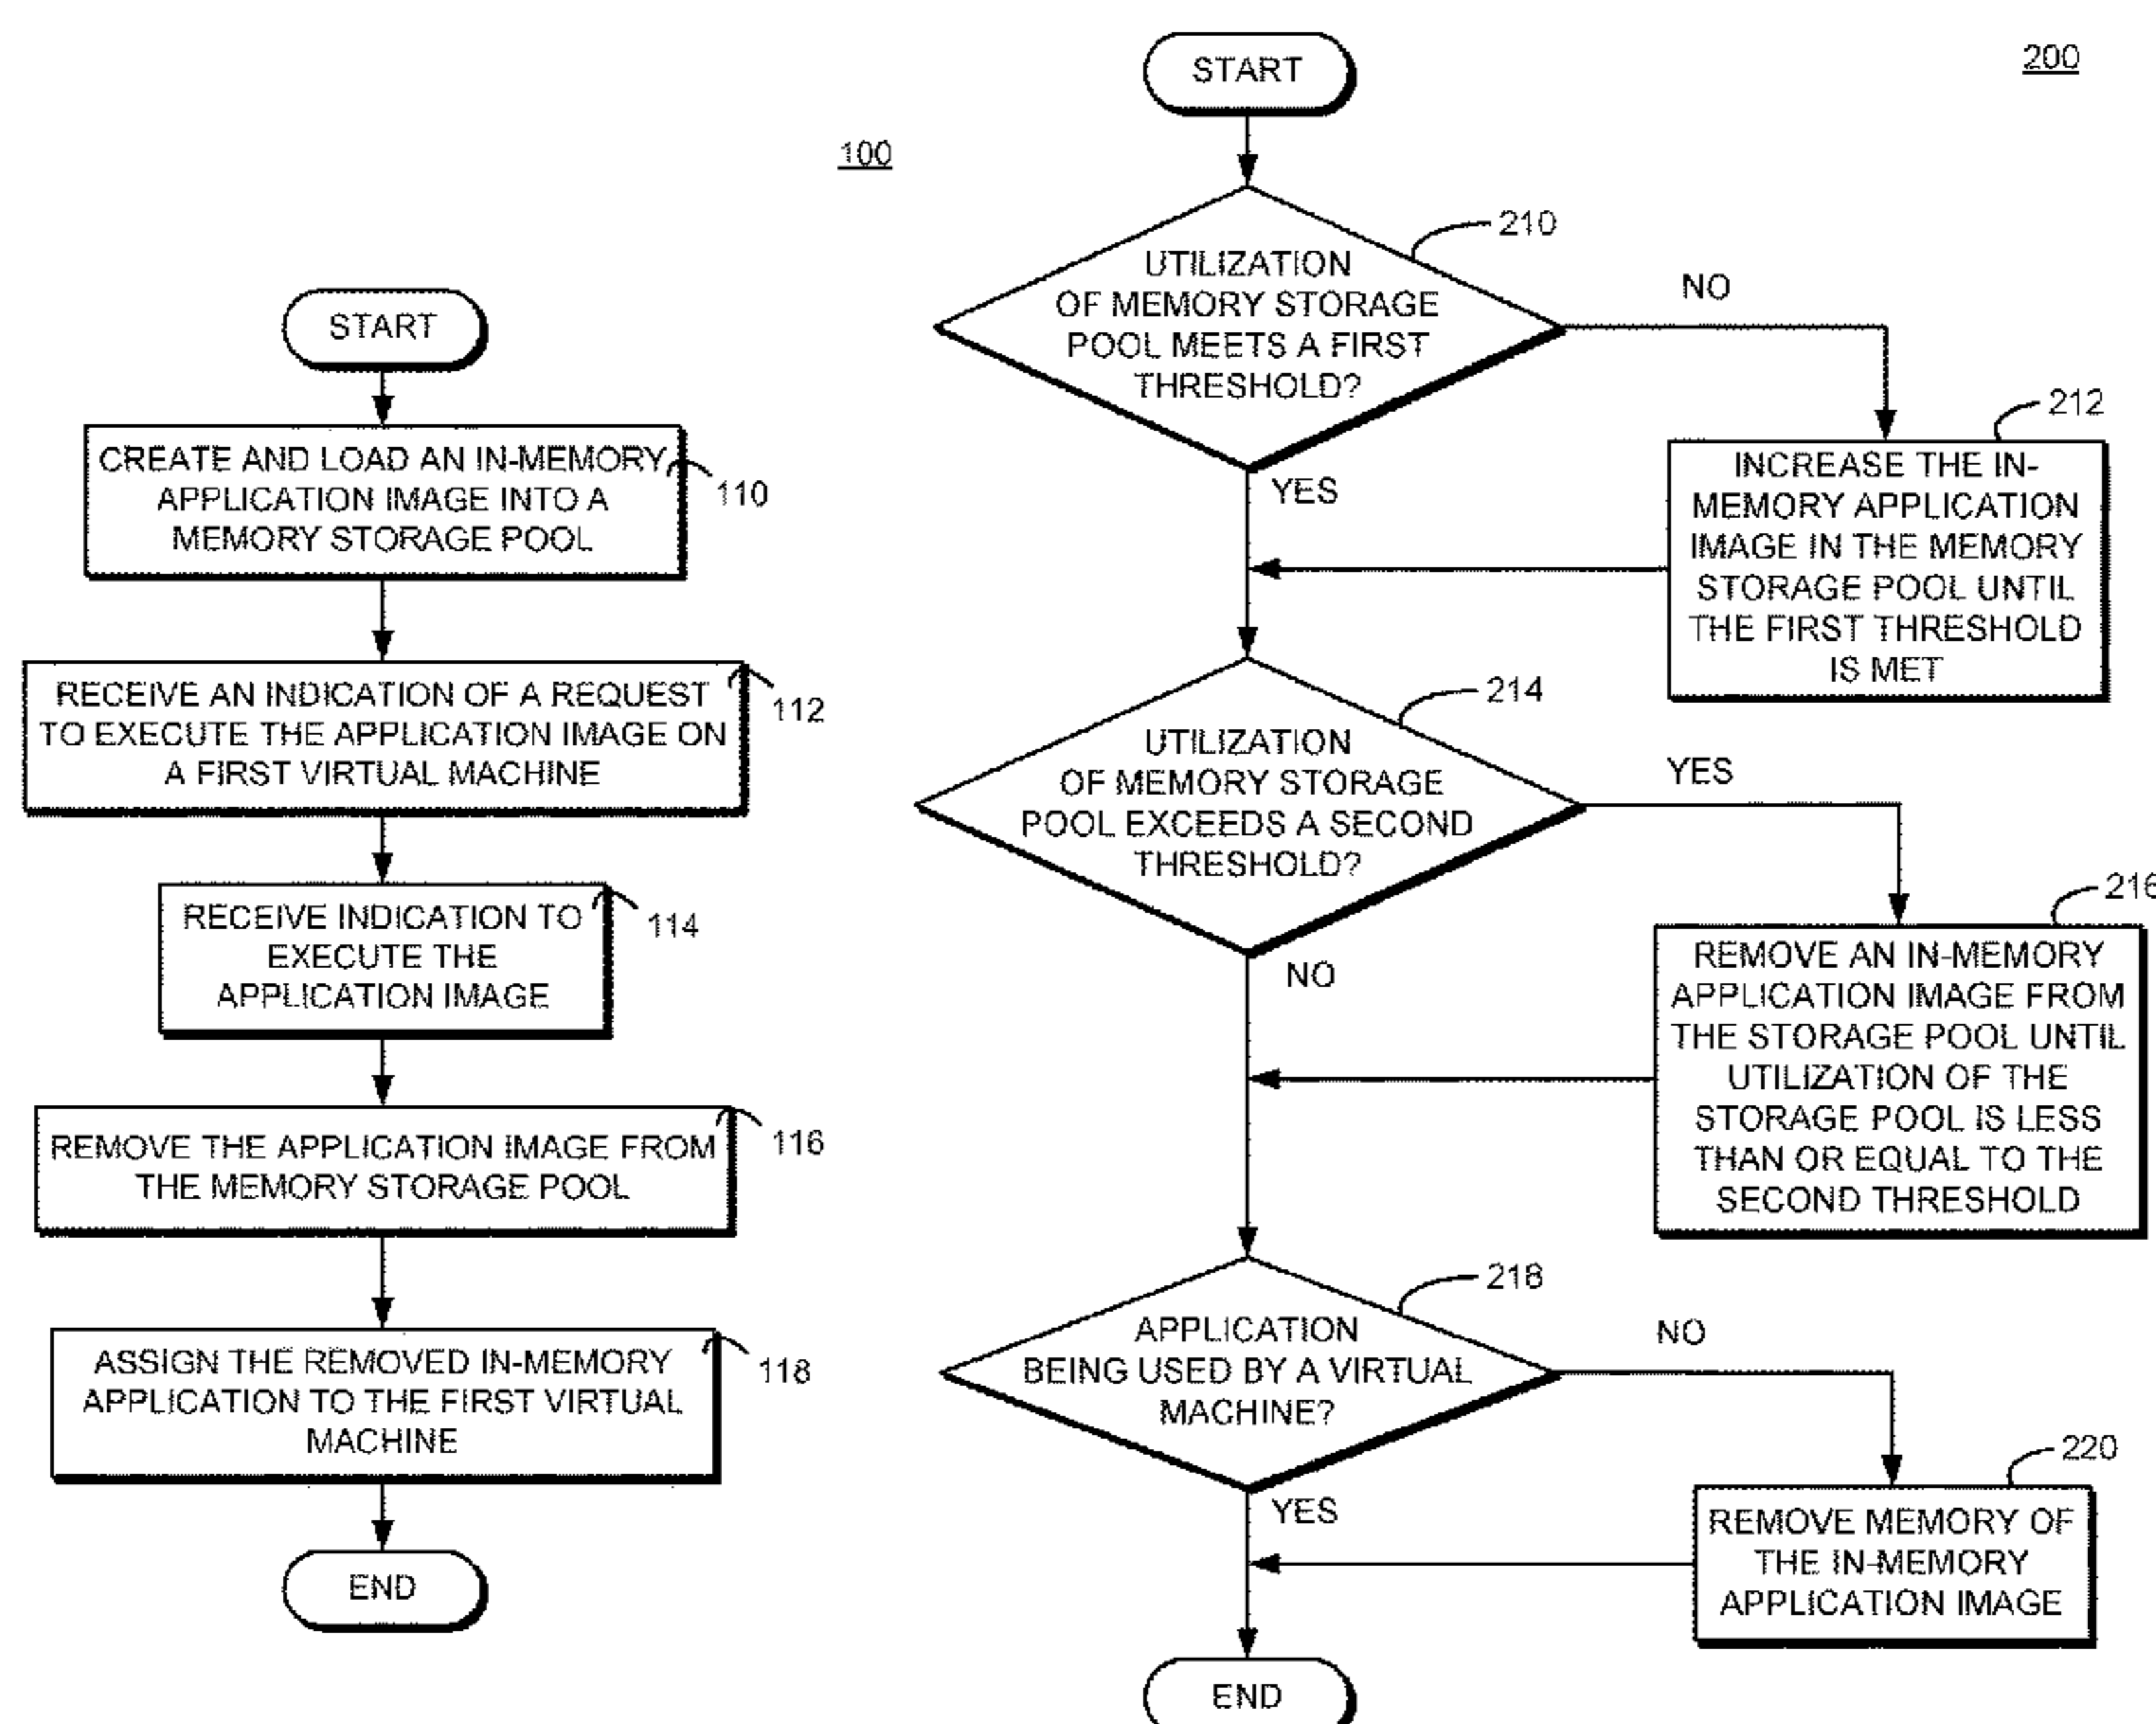 100
START
CREATE AND LOAD AN IN-MEMORY
APPLICATION IMAGE INTO A
MEMORY STORAGE POOL
110
RECEIVE AN INDICATION OF A REQUEST
TO EXECUTE THE APPLICATION IMAGE ON
A FIRST VIRTUAL MACHINE
112
RECEIVE INDICATION TO
EXECUTE THE
APPLICATION IMAGE
114
REMOVE THE APPLICATION IMAGE FROM
THE MEMORY STORAGE POOL
116
ASSIGN THE REMOVED IN-MEMORY
APPLICATION TO THE FIRST VIRTUAL
MACHINE
118
END
200
START
UTILIZATION
OF MEMORY STORAGE
POOL MEETS A FIRST
THRESHOLD?
210
NO
YES
212
INCREASE THE IN-
MEMORY APPLICATION
IMAGE IN THE MEMORY
STORAGE POOL UNTIL
THE FIRST THRESHOLD
IS MET
UTILIZATION
OF MEMORY STORAGE
POOL EXCEEDS A SECOND
THRESHOLD?
214
YES
NO
216
REMOVE AN IN-MEMORY
APPLICATION IMAGE FROM
THE STORAGE POOL UNTIL
UTILIZATION OF THE
STORAGE POOL IS LESS
THAN OR EQUAL TO THE
SECOND THRESHOLD
APPLICATION
BEING USED BY A VIRTUAL
MACHINE?
218
NO
YES
220
REMOVE MEMORY OF
THE IN-MEMORY
APPLICATION IMAGE
END